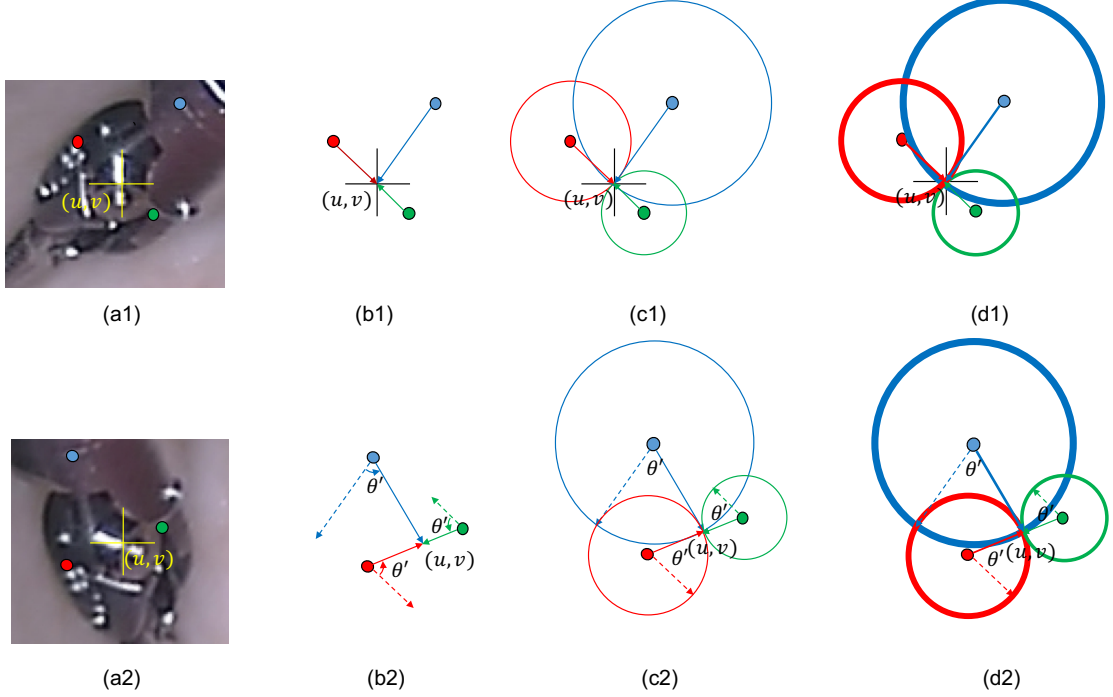 (u, v)
(u, v)
(u, v)
(u, v)
(a1)
(b1)
(c1)
(d1)
θ′
θ′
θ′
θ′
θ′
θ′
θ′
θ′
θ′
(u, v)
(u, v)
(u, v)
(u, v)
(a2)
(b2)
(c2)
(d2)